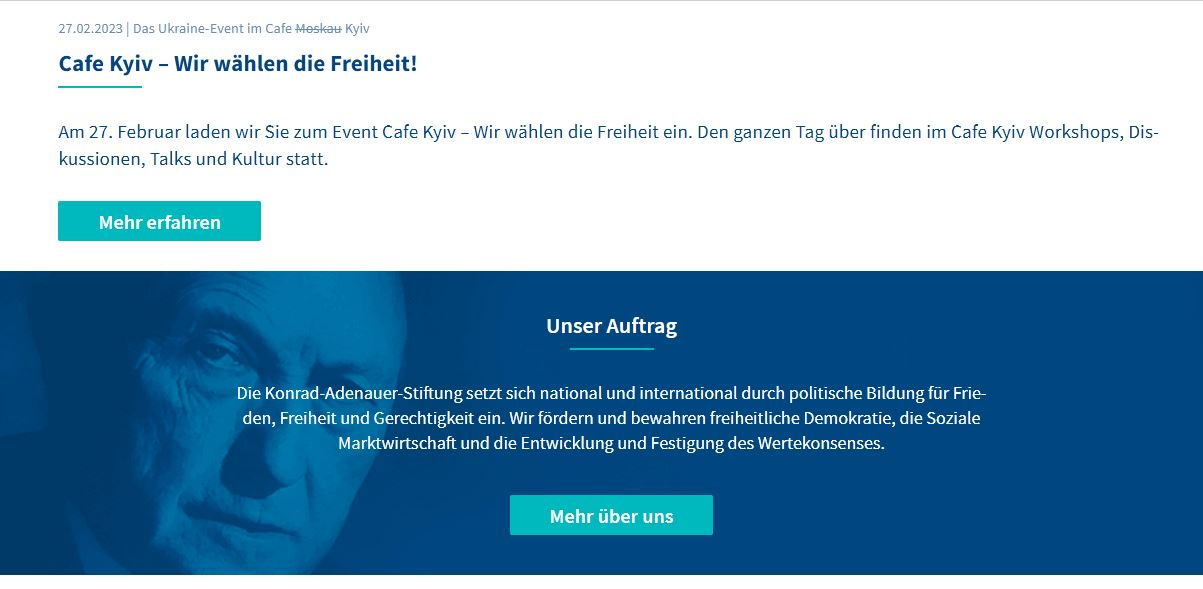 27.02.2023 | Das Ukraine-Event im Cafe Moskau Kyiv
Cafe Kyiv – Wir wählen die Freiheit!
Am 27. Februar laden wir Sie zum Event Cafe Kyiv – Wir wählen die Freiheit ein. Den ganzen Tag über finden im Cafe Kyiv Workshops, Dis-
kussionen, Talks und Kultur statt.
Mehr erfahren
Unser Auftrag
Die Konrad-Adenauer-Stiftung setzt sich national und international durch politische Bildung für Frie-
den, Freiheit und Gerechtigkeit ein. Wir fördern und bewahren freiheitliche Demokratie, die Soziale
Marktwirtschaft und die Entwicklung und Festigung des Wertekonsenses.
Mehr über uns